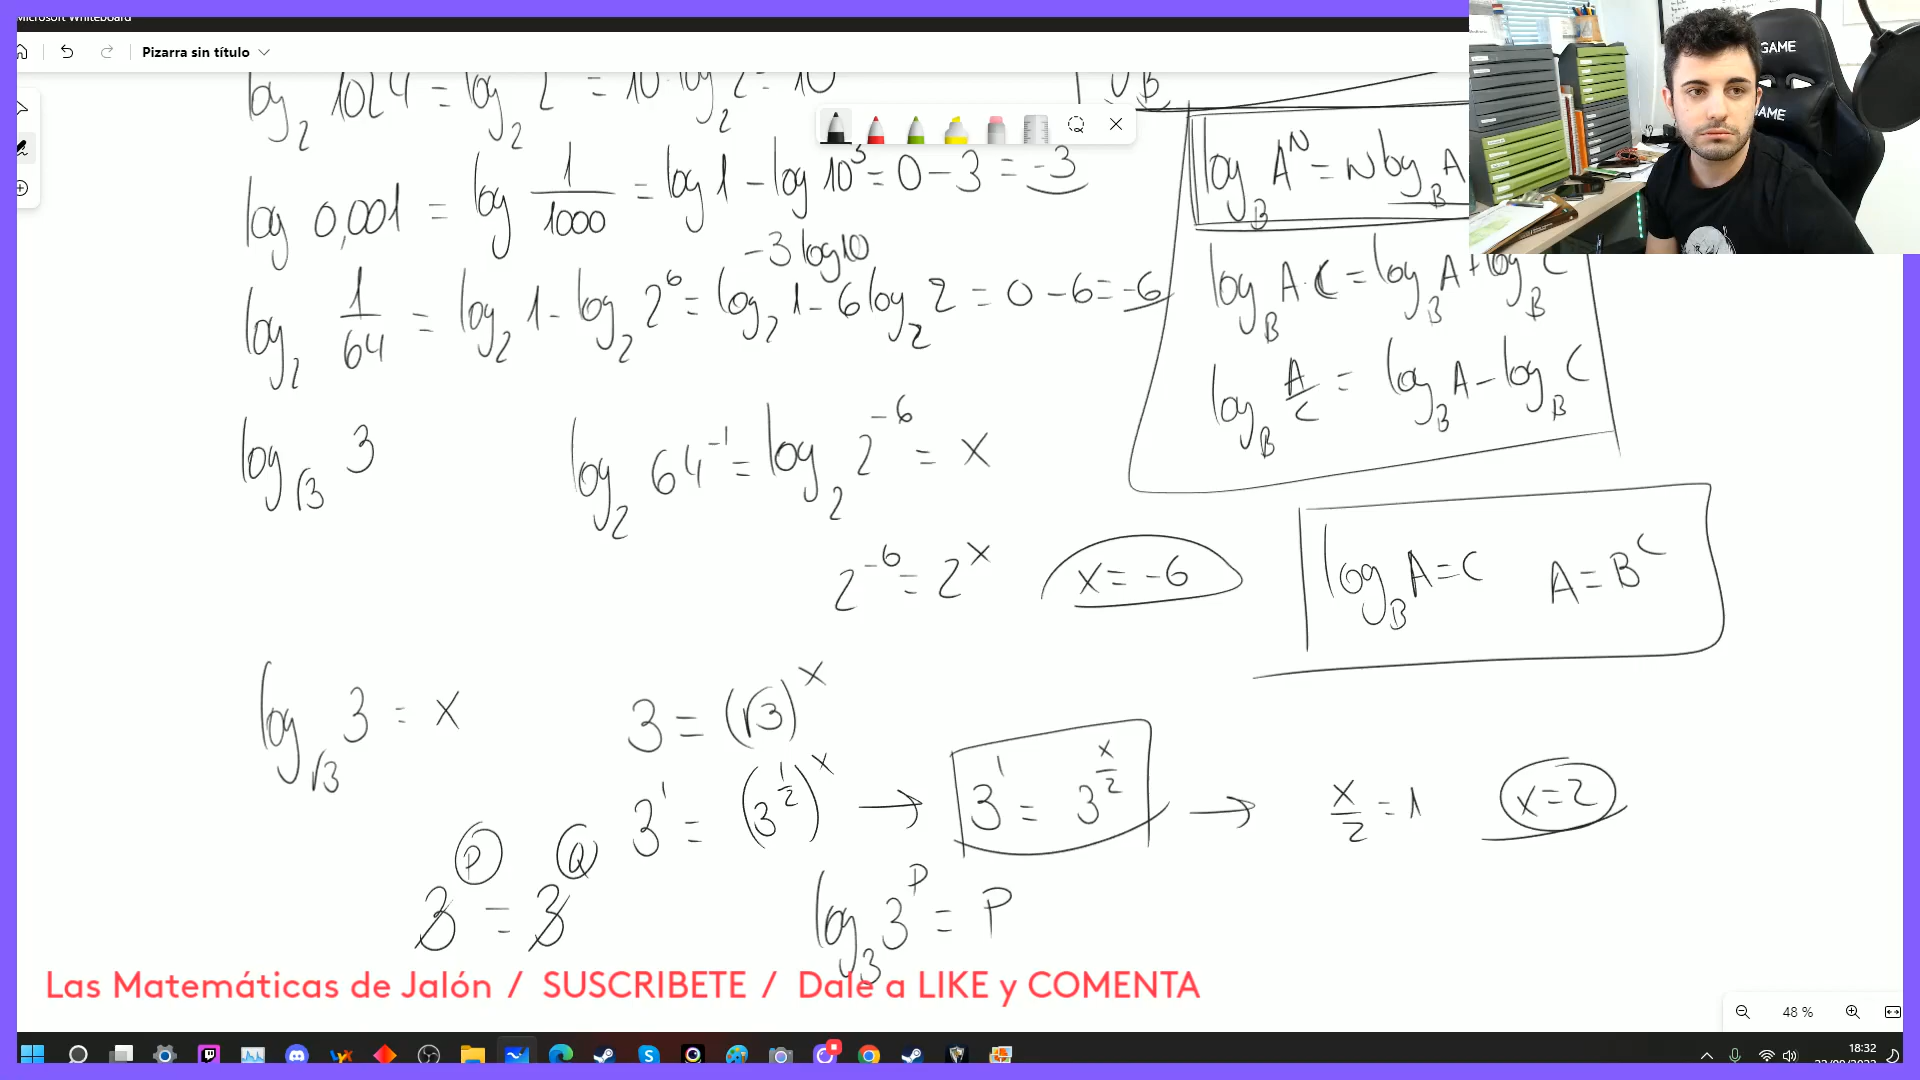 Microsoft Whiteboard
Pizarra sin título
log₂ 1024 = log₂ 2 = 10·log₂ 2 = 10
log 0,001 = log 1/1000 = log 1 - log 10³ = 0 - 3 = -3
-3 log 10
log₂ 1/64 = log₂ 1 - log₂ 2⁶ = log₂ 1 - 6 log₂ 2 = 0 - 6 = -6
log_√3 3
log₂ 64⁻¹ = log₂ 2⁻⁶ = x
2⁻⁶ = 2ˣ
x = -6
log_B Aᴺ = N log_B A
log_B A·C = log_B A + log_B C
log_B A/C = log_B A - log_B C
log_B A = C A = B^C
log_√3 3 = x
3 = (√3)ˣ
3¹ = (3^(1/2))ˣ → 3¹ = 3^(x/2) → x/2 = 1 x = 2
3^P = 3^Q
log₃ 3^P = P
Las Matemáticas de Jalón / SUSCRIBETE / Dale a LIKE y COMENTA
48 %
18:32
GAME
GAME